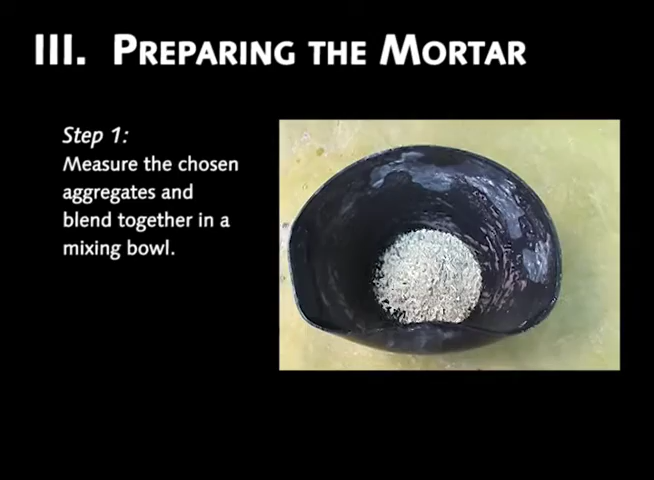 III. Preparing the Mortar
Step 1:
Measure the chosen
aggregates and
blend together in a
mixing bowl.